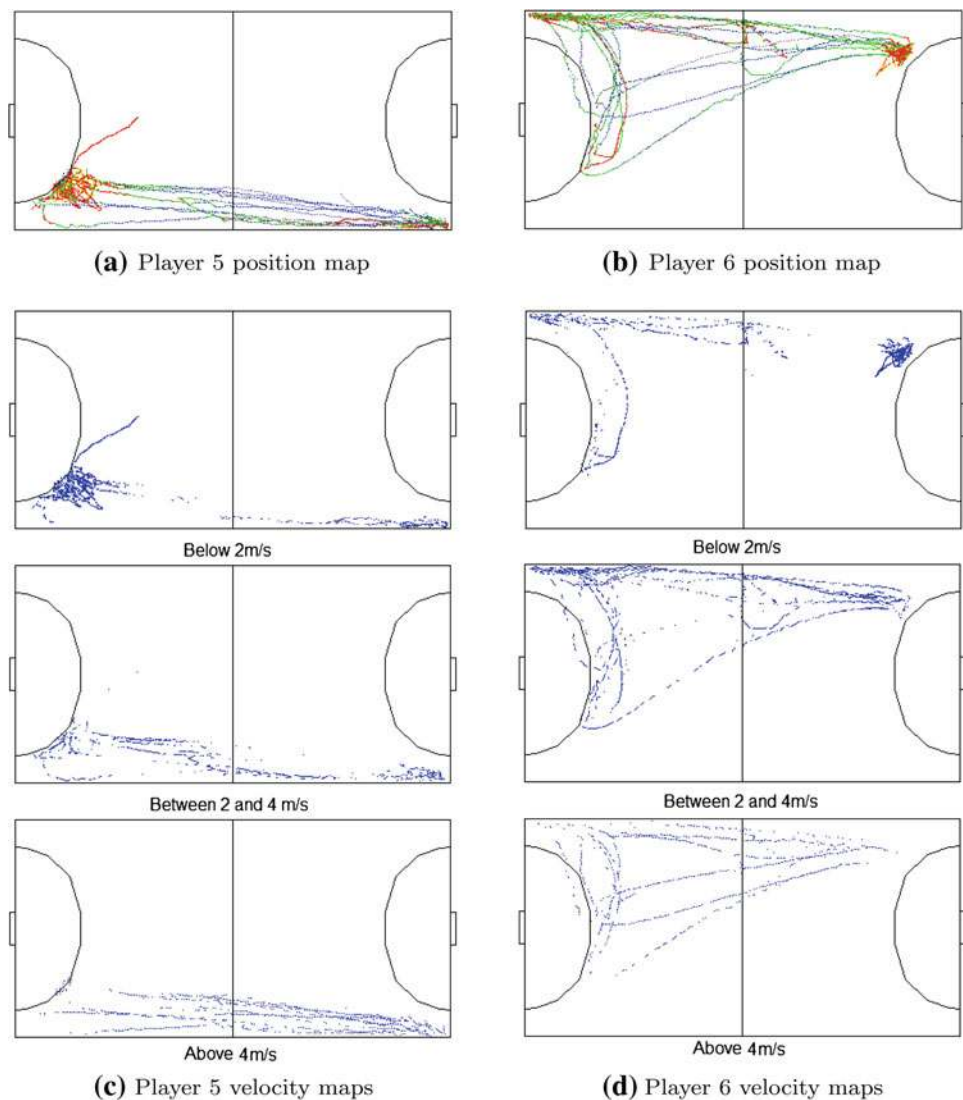 (a) Player 5 position map
(b) Player 6 position map
Below 2m/s
Below 2m/s
Between 2 and 4 m/s
Between 2 and 4m/s
Above 4m/s
Above 4m/s
(c) Player 5 velocity maps
(d) Player 6 velocity maps